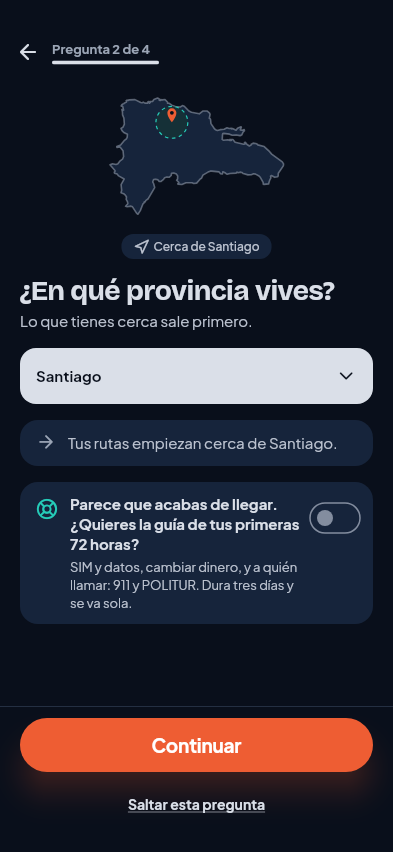 Pregunta 2 de 4
Cerca de Santiago
¿En qué provincia vives?
Lo que tienes cerca sale primero.
Santiago
Tus rutas empiezan cerca de Santiago.
Parece que acabas de llegar.
¿Quieres la guía de tus primeras
72 horas?
SIM y datos, cambiar dinero, y a quién
llamar: 911 y POLITUR. Dura tres días y
se va sola.
Continuar
Saltar esta pregunta